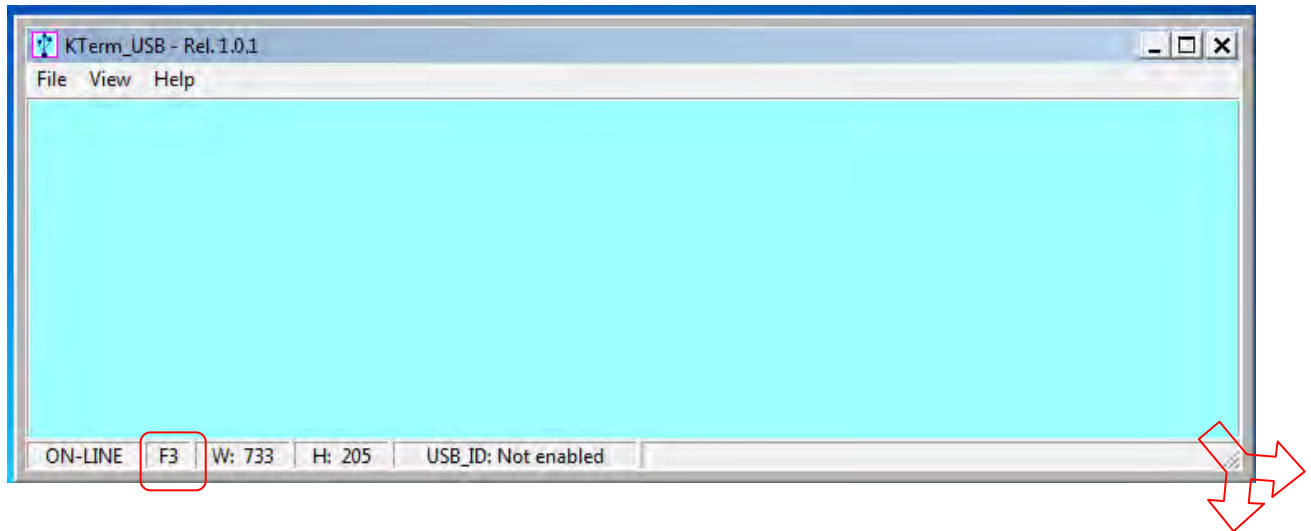 KTerm_USB - Rel. 1.0.1
File View Help
ON-LINE F3 W: 733 H: 205 USB_ID: Not enabled